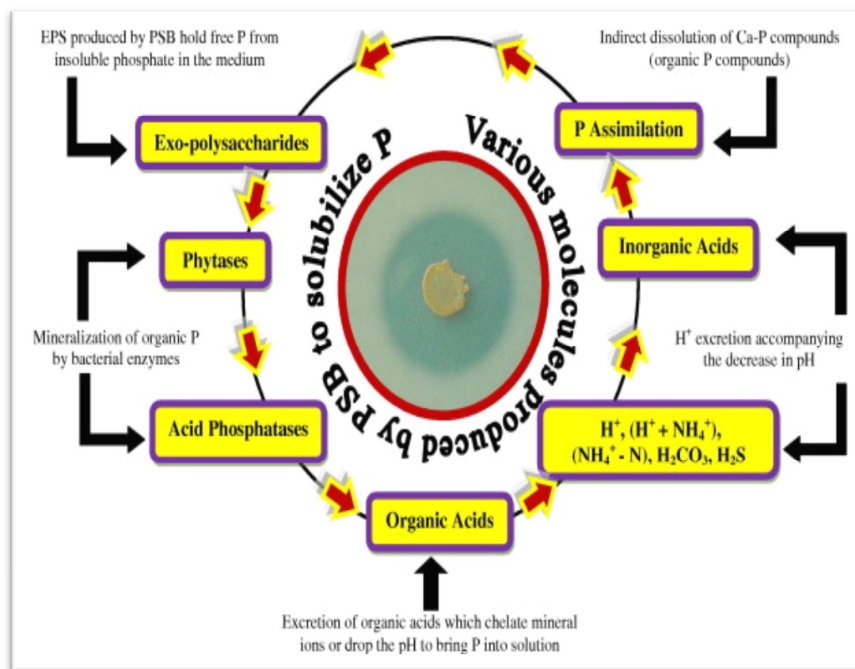 EPS produced by PSB hold free P from
insoluble phosphate in the medium
Indirect dissolution of Ca-P compounds
(organic P compounds)
Exo-polysaccharides
P Assimilation
Various molecules produced by PSB to solubilize P
Phytases
Inorganic Acids
Mineralization of organic P
by bacterial enzymes
H⁺ excretion accompanying
the decrease in pH
Acid Phosphatases
H⁺, (H⁺ + NH₄⁺),
(NH₄⁺ - N), H₂CO₃, H₂S
Organic Acids
Excretion of organic acids which chelate mineral
ions or drop the pH to bring P into solution